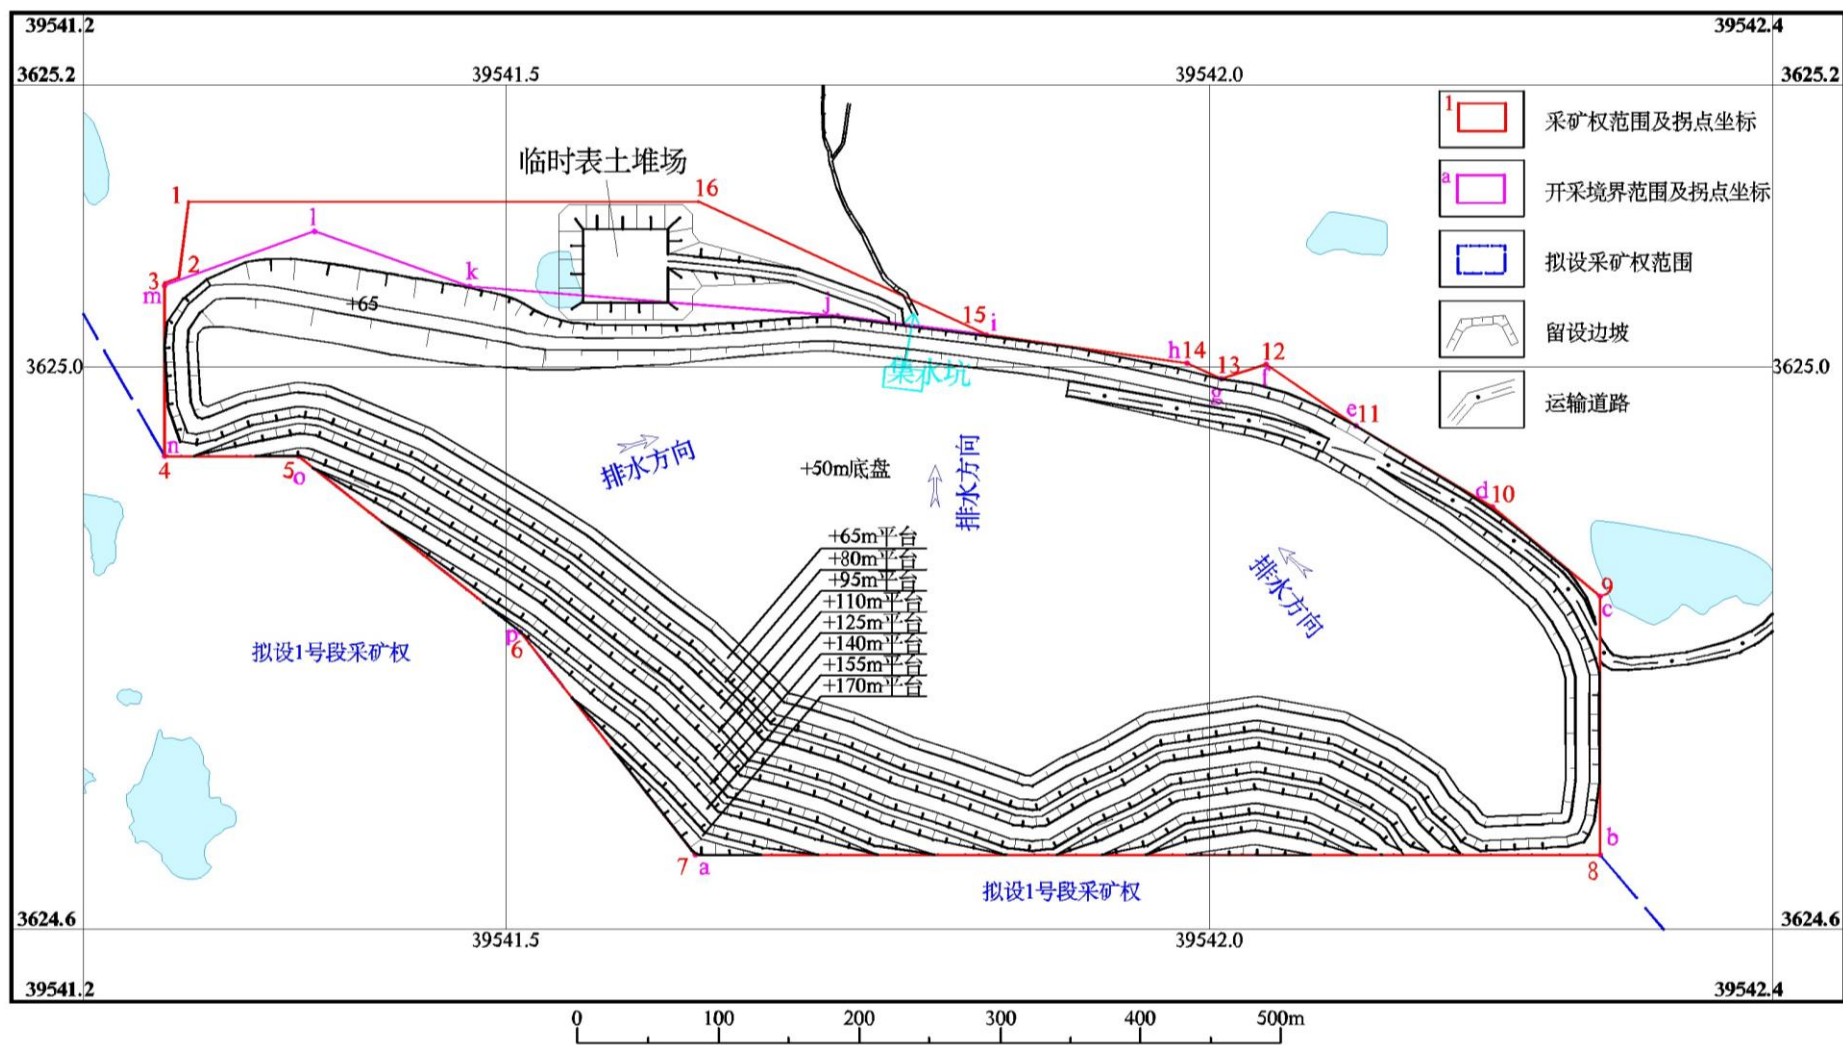 39541.2
39542.4
3625.2
39541.5
39542.0
3625.2
1
采矿权范围及拐点坐标
a
开采境界范围及拐点坐标
拟设采矿权范围
留设边坡
运输道路
临时表土堆场
1
16
l
2
3
m
k
+65
j
15
i
h
14
13
12
f
g
3625.0
3625.0
集水坑
e
11
n
4
5
o
排水方向
+50m底盘
排水方向
d
10
+65m平台
+80m平台
+95m平台
+110m平台
+125m平台
+140m平台
+155m平台
+170m平台
排水方向
9
c
p
6
拟设1号段采矿权
7
a
b
8
拟设1号段采矿权
3624.6
39541.5
39542.0
3624.6
39541.2
39542.4
0
100
200
300
400
500m